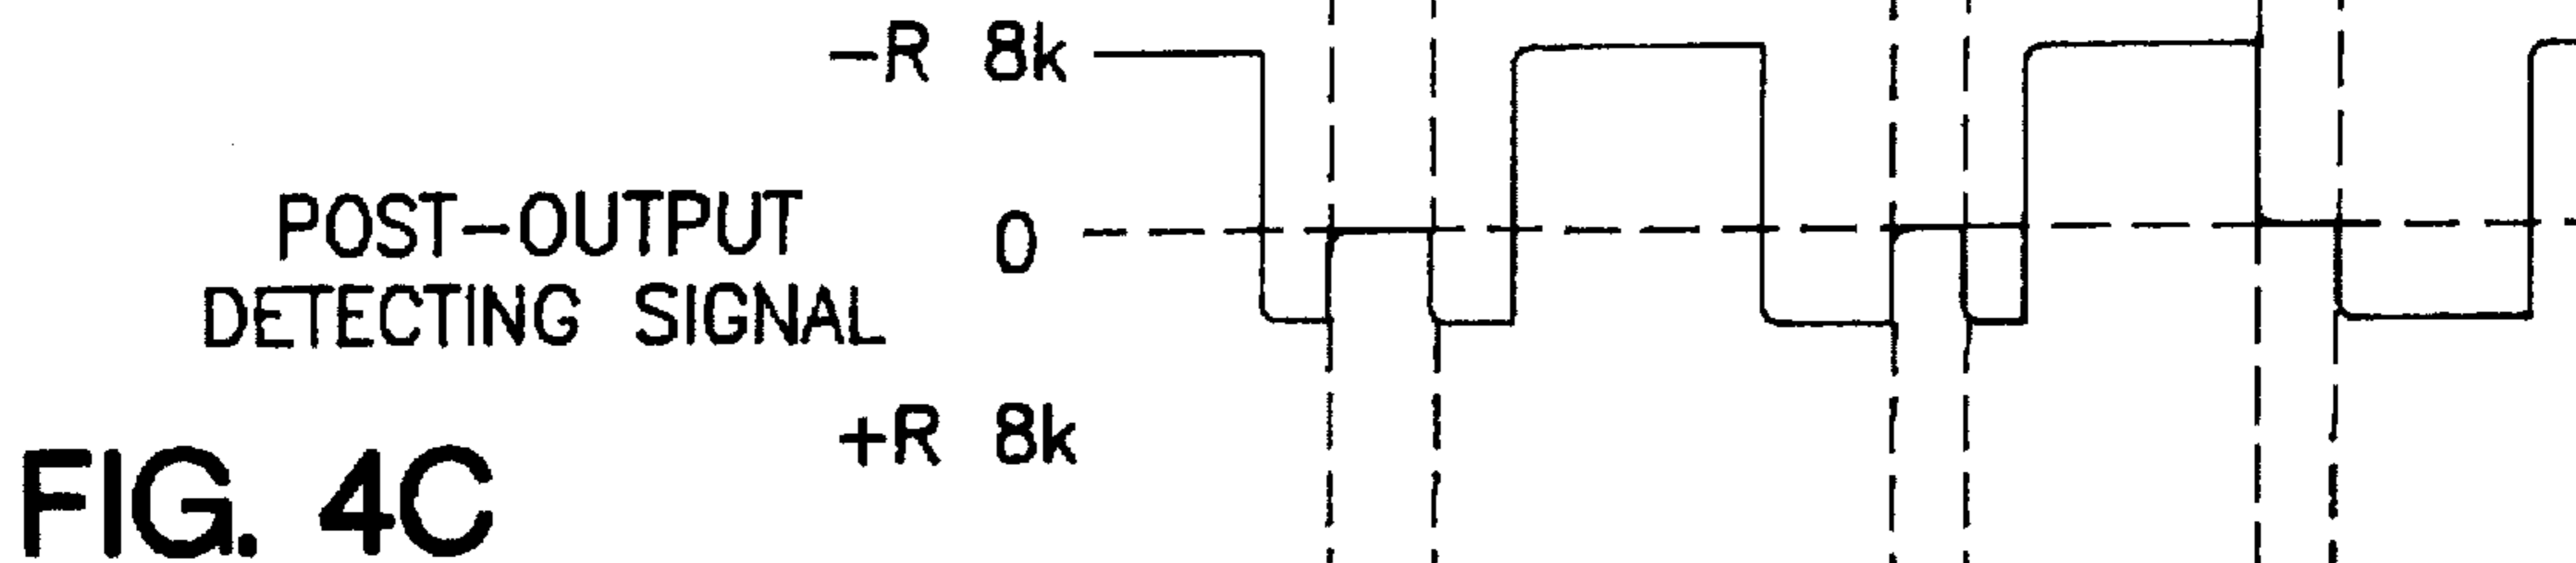 -R 8k
POST-OUTPUT 0
DETECTING SIGNAL
+R 8k
FIG. 4C